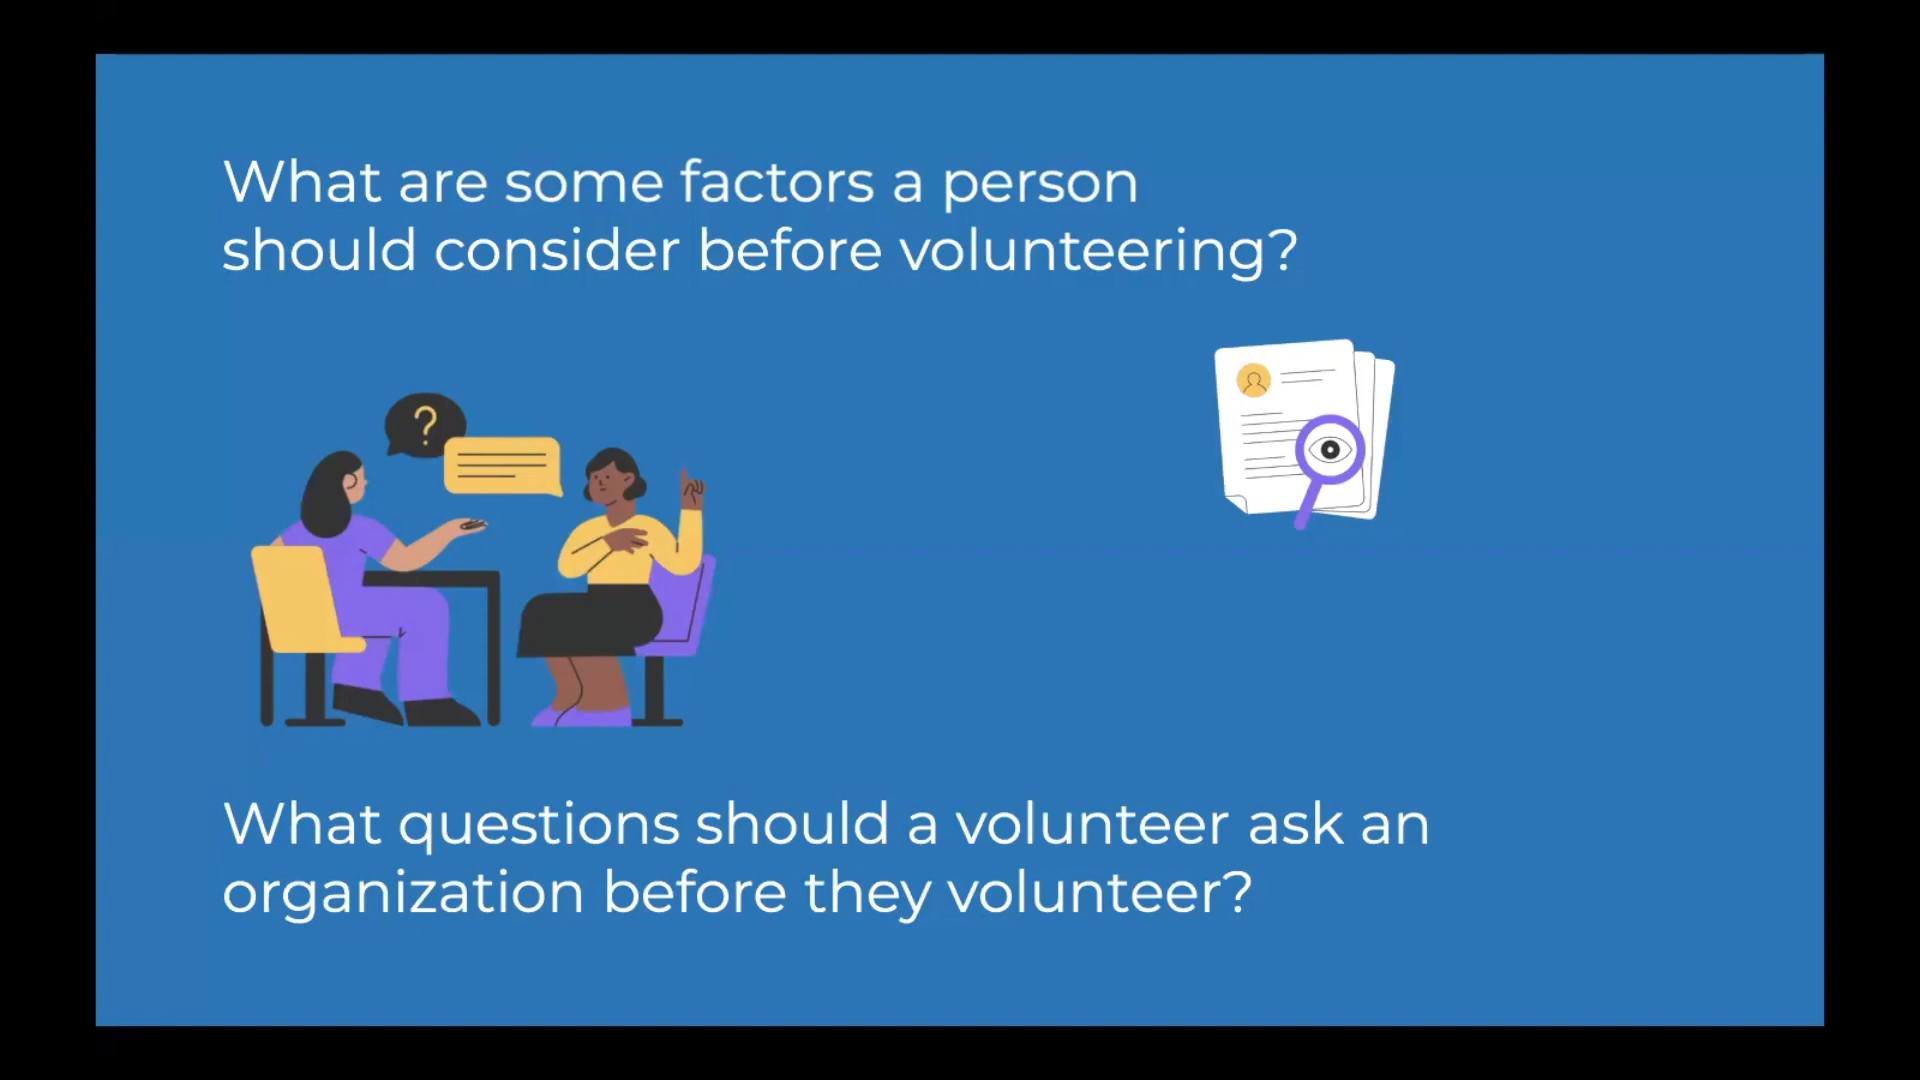 What are some factors a person
should consider before volunteering?
?
What questions should a volunteer ask an
organization before they volunteer?